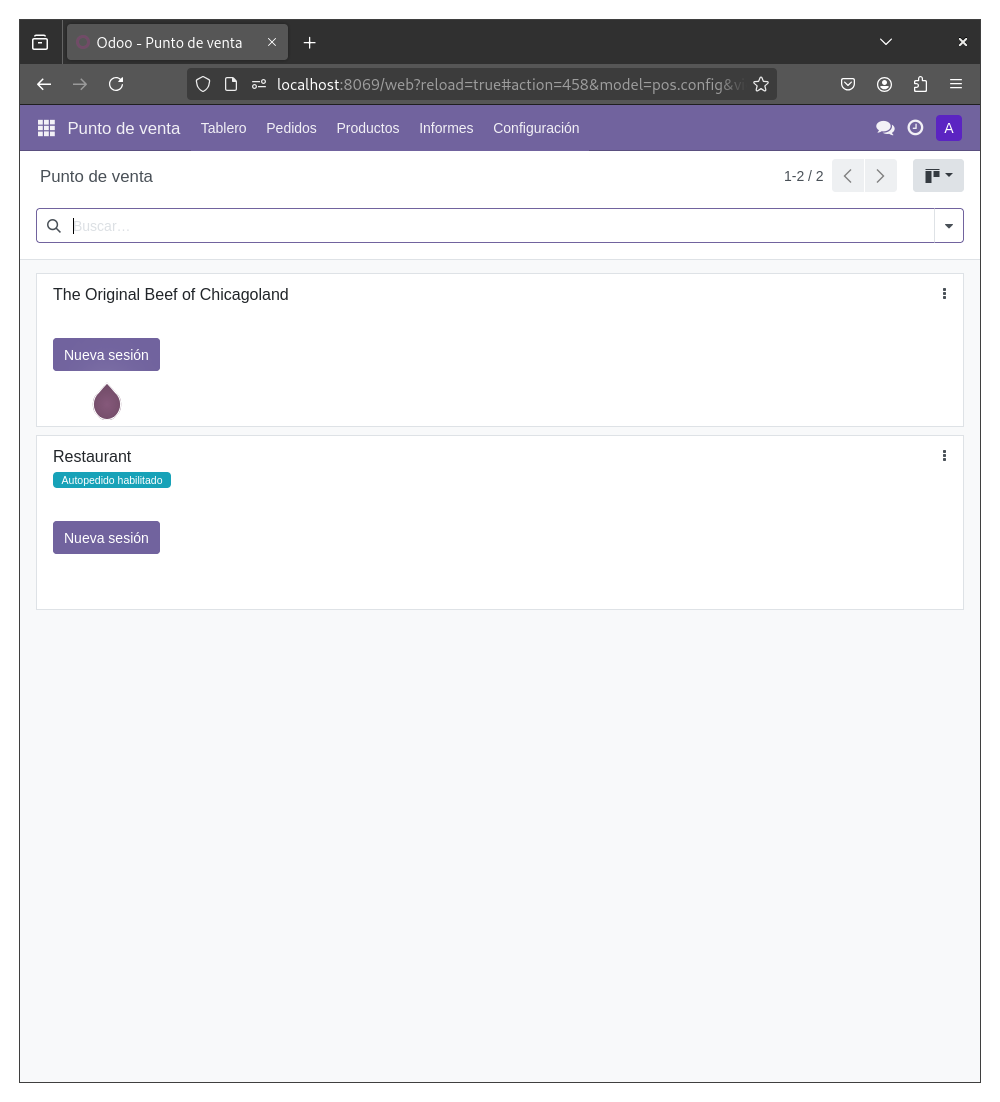 Odoo - Punto de venta
localhost:8069/web?reload=true#action=458&model=pos.config&v
Punto de venta Tablero Pedidos Productos Informes Configuración A
Punto de venta 1-2 / 2
Buscar...
The Original Beef of Chicagoland
Nueva sesión
Restaurant
Autopedido habilitado
Nueva sesión